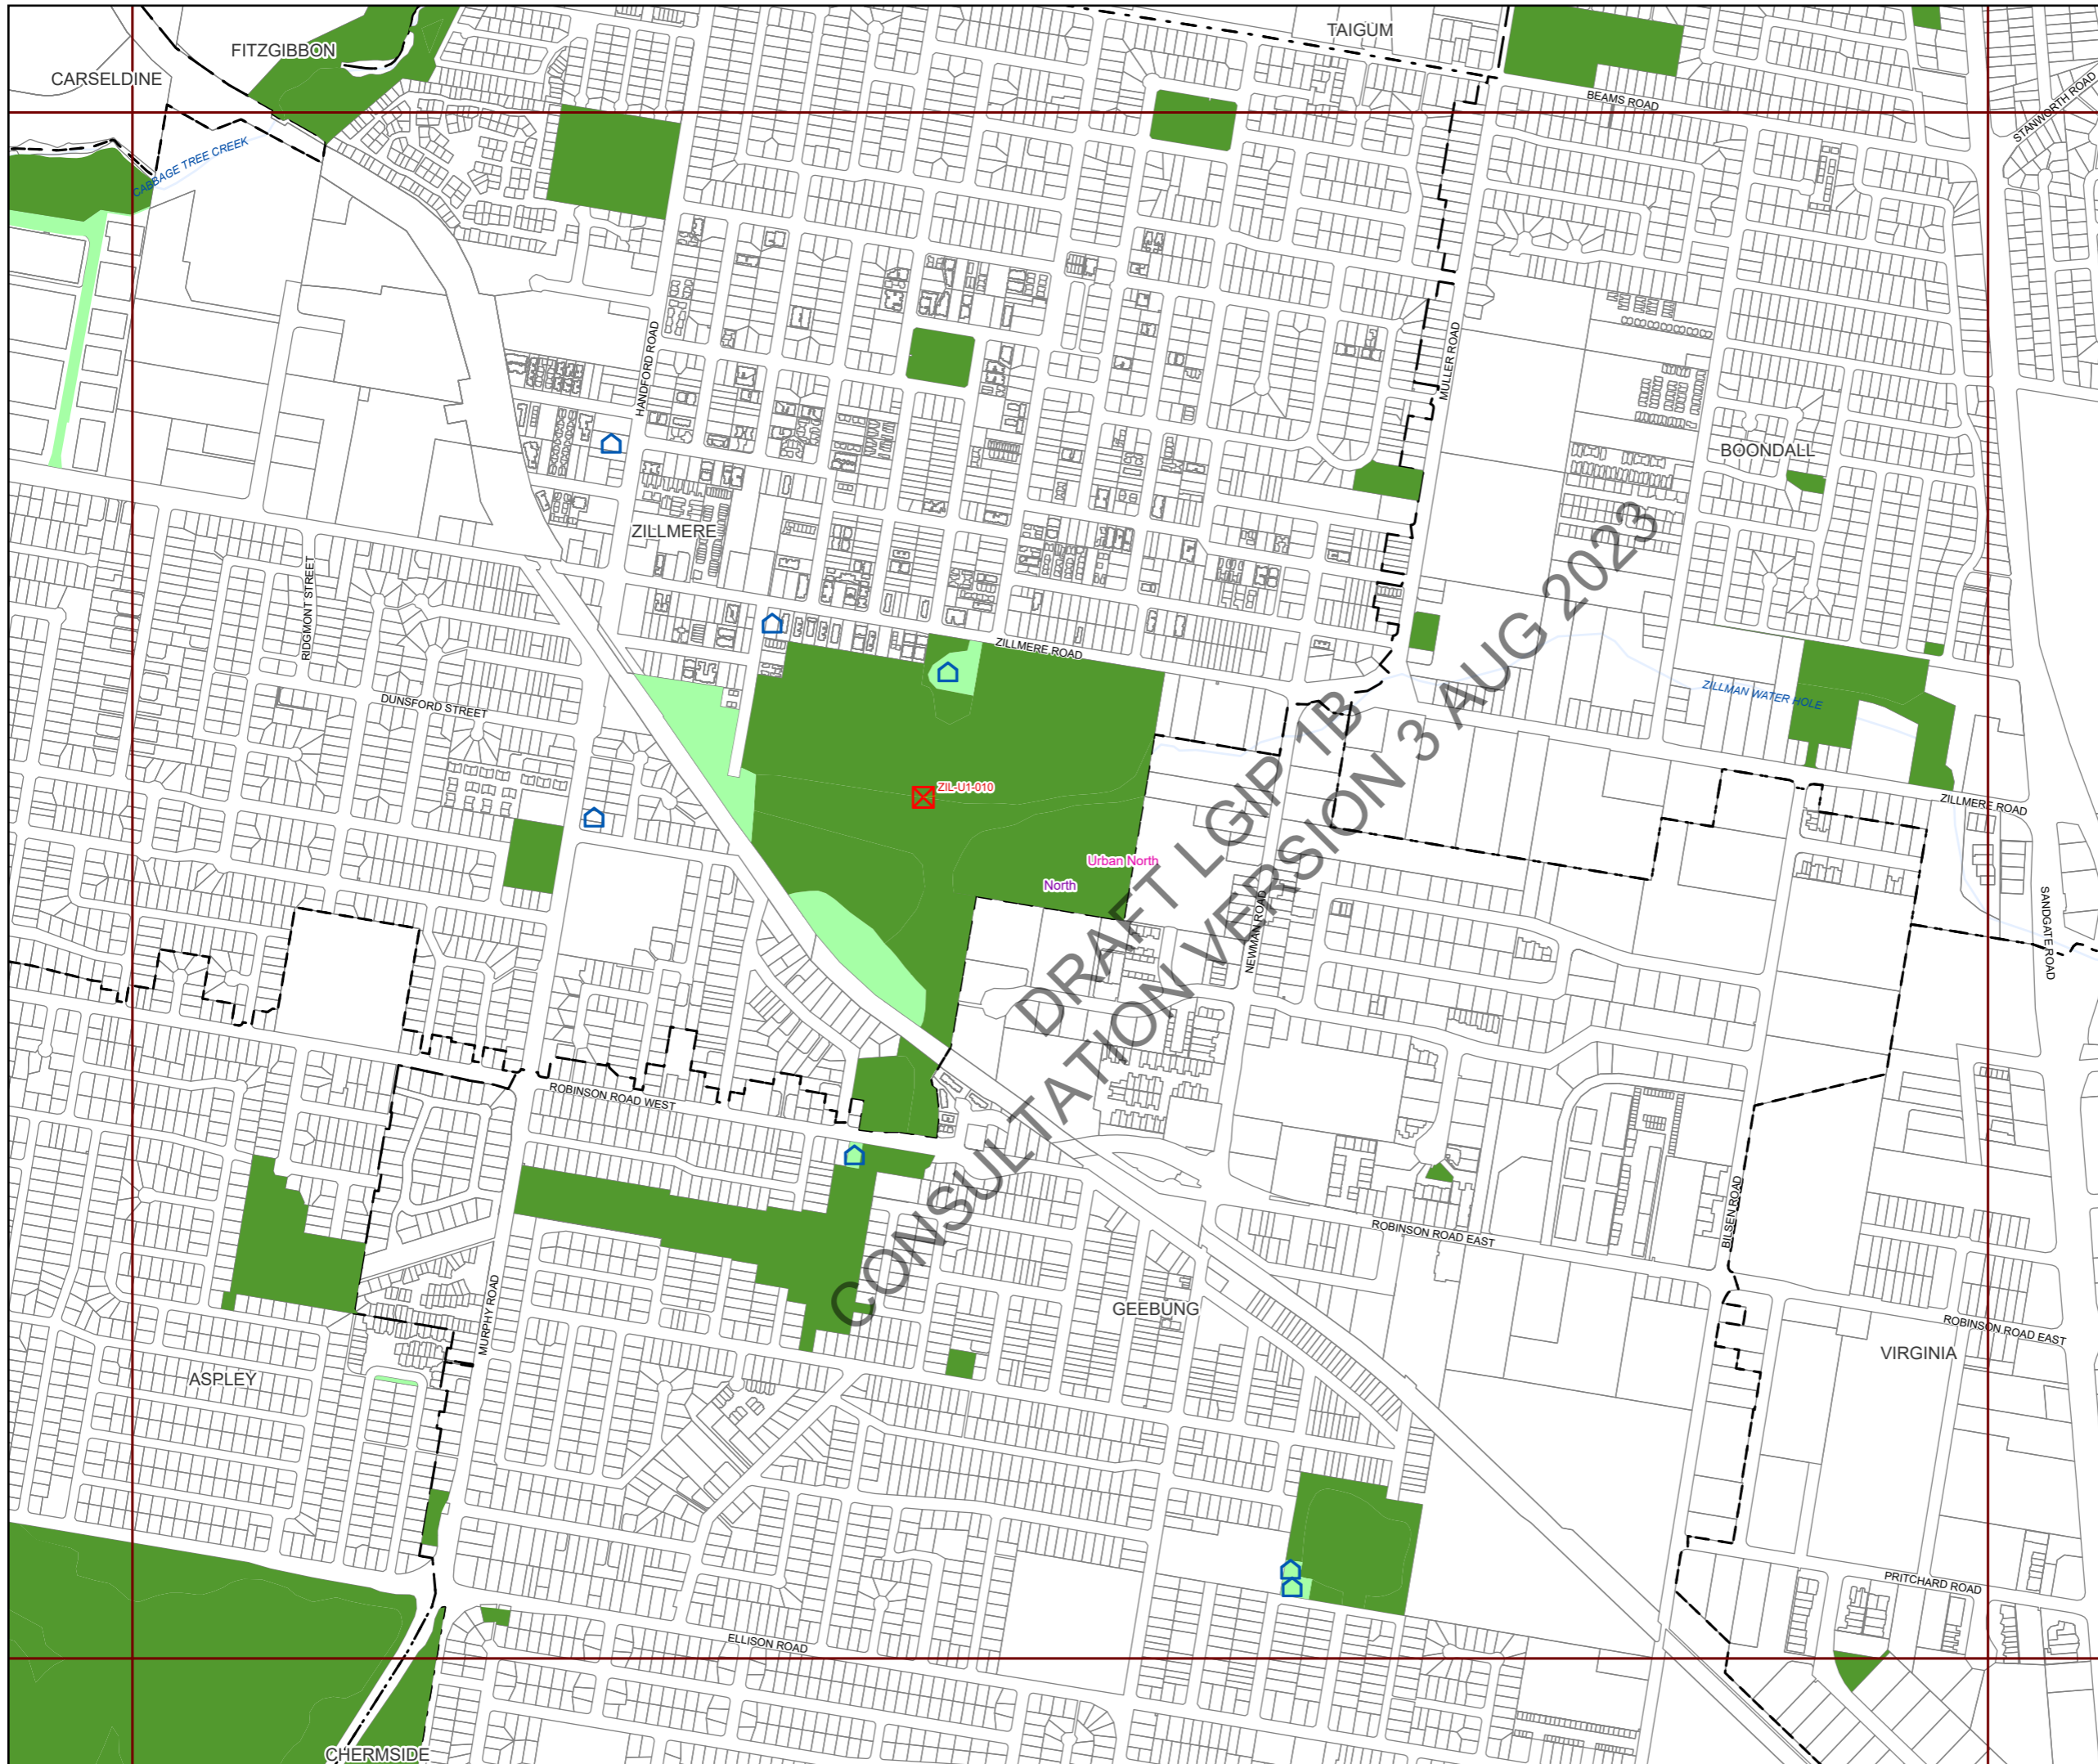 TAIGUM
FITZGIBBON
CARSELDINE
BEAMS ROAD
STANWORTH ROAD
CABBAGE TREE CREEK
HANDFORD ROAD
MULLER ROAD
BOONDALL
ZILLMERE
RIDGMONT STREET
ZILLMERE ROAD
ZILLMAN WATER HOLE
DUNSFORD STREET
ZIL-U1-010
ZILLMERE ROAD
Urban North
North
NEWMAN ROAD
SANDGATE ROAD
DRAFT LGIP 1B
CONSULTATION VERSION 3 AUG 2023
ROBINSON ROAD WEST
BILSEN ROAD
ROBINSON ROAD EAST
MURPHY ROAD
GEEBUNG
ROBINSON ROAD EAST
VIRGINIA
ASPLEY
PRITCHARD ROAD
ELLISON ROAD
CHERMSIDE